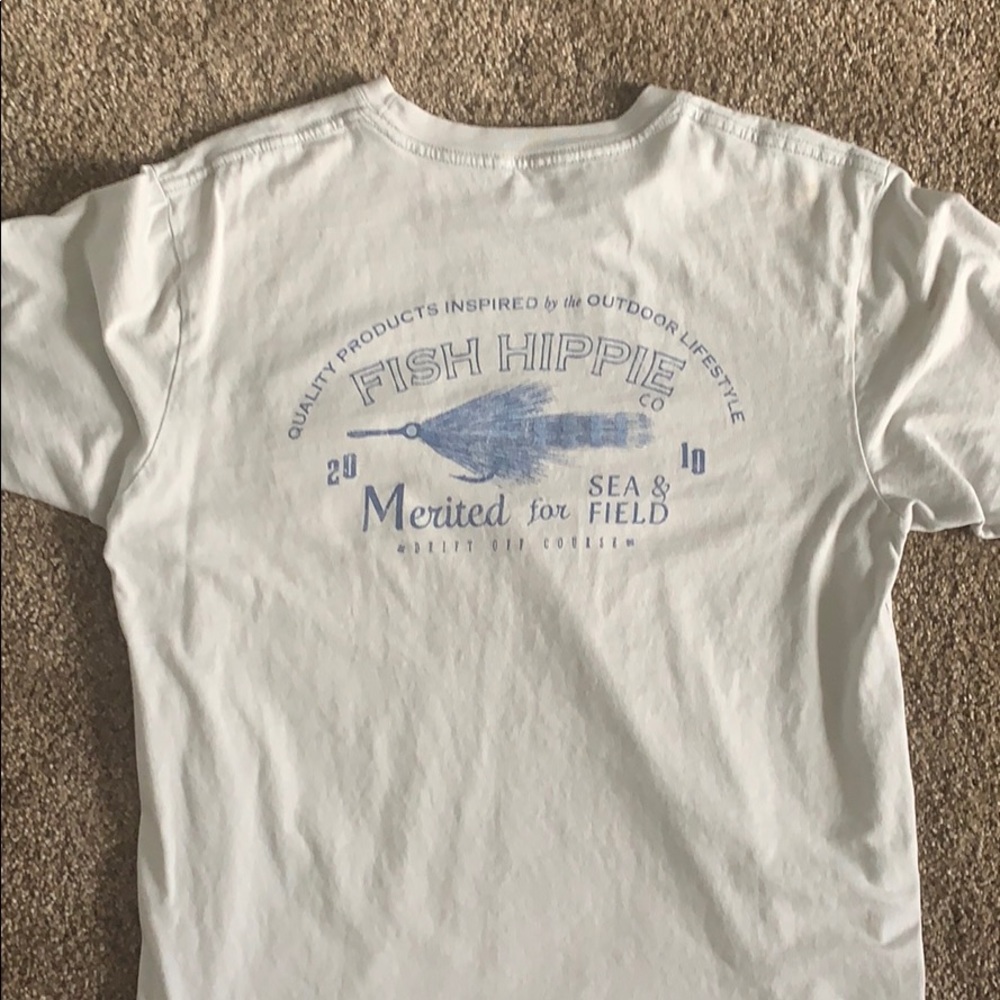 QUALITY PRODUCTS INSPIRED by the OUTDOOR LIFESTYLE
FISH HIPPIE
CO
20 10
Merited for SEA & FIELD
DRIFT OFF COURSE